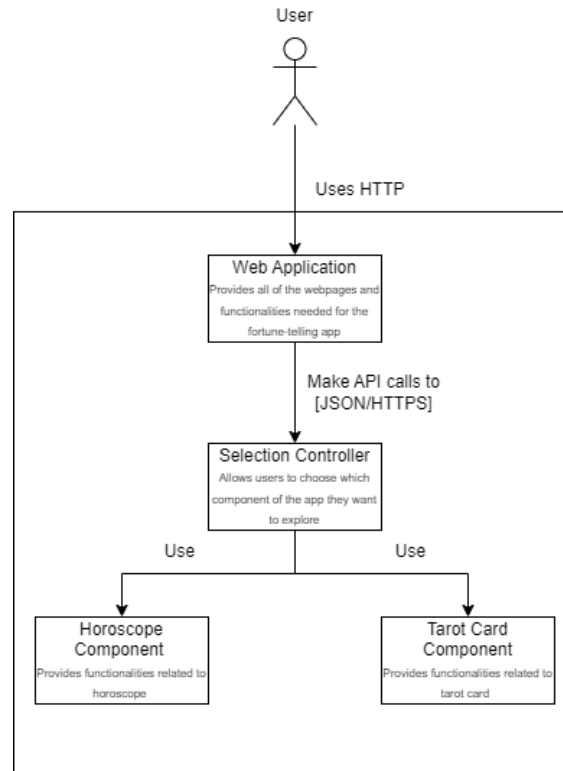 User
Uses HTTP
Web Application
Provides all of the webpages and
functionalities needed for the
fortune-telling app
Make API calls to
[JSON/HTTPS]
Selection Controller
Allows users to choose which
component of the app they want
to explore
Use
Use
Horoscope
Component
Provides functionalities related to
horoscope
Tarot Card
Component
Provides functionalities related to
tarot card